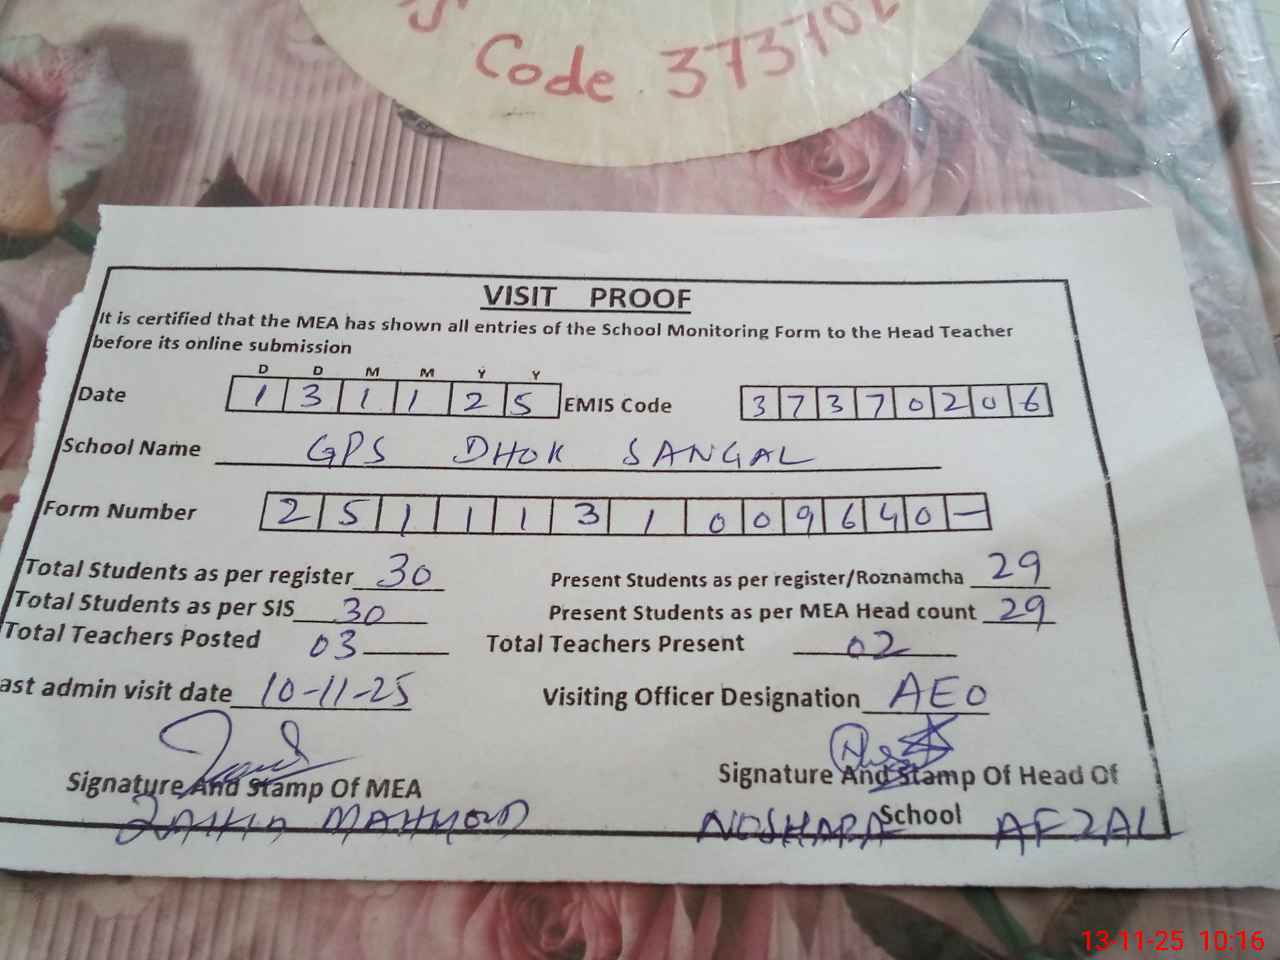 Code 373702
VISIT PROOF
It is certified that the MEA has shown all entries of the School Monitoring Form to the Head Teacher
before its online submission
D D M M Y Y
Date 1 3 1 1 2 5 EMIS Code 3 7 3 7 0 2 0 6
School Name GPS DHOK SANGAL
Form Number 2 5 1 1 1 3 1 0 0 9 6 4 0 —
Total Students as per register 30 Present Students as per register/Roznamcha 29
Total Students as per SIS 30 Present Students as per MEA Head count 29
Total Teachers Posted 03 Total Teachers Present 02
ast admin visit date 10-11-25 Visiting Officer Designation AEO
Signature And Stamp Of MEA Signature And Stamp Of Head Of
School
MAHMOOD AFZAL
13-11-25 10:16